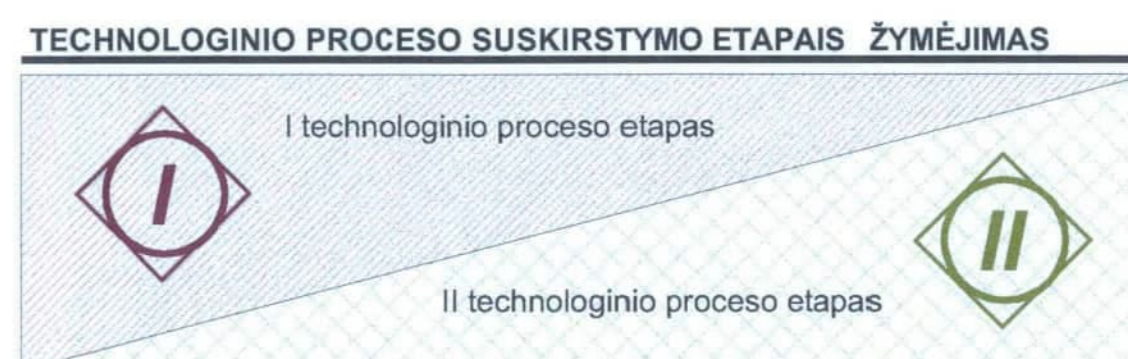 TECHNOLOGINIO PROCESO SUSKIRSTYMO ETAPAIS ŽYMĖJIMAS
I
I technologinio proceso etapas
II
II technologinio proceso etapas